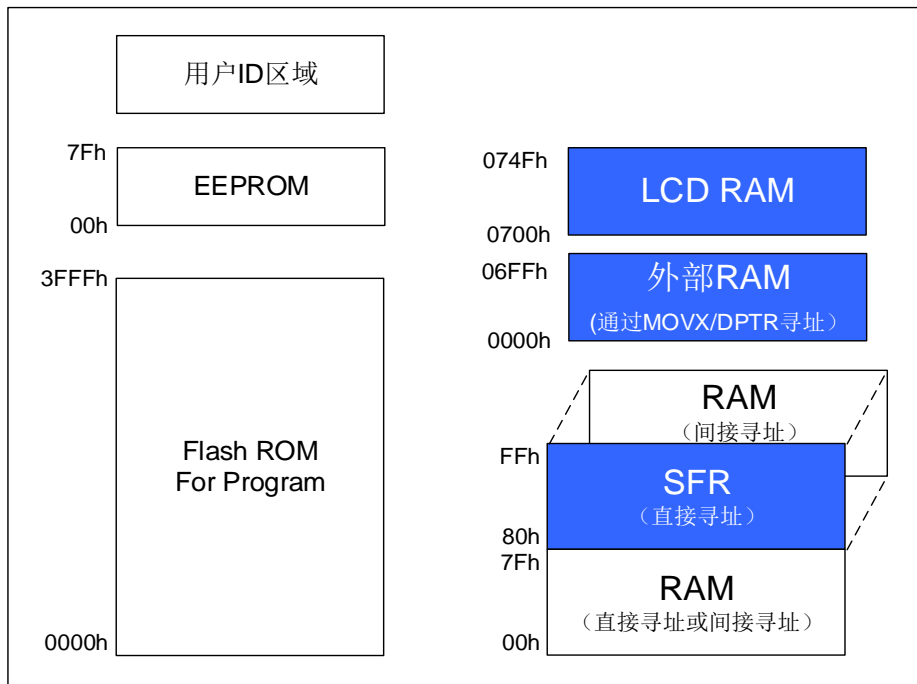 用户ID区域
7Fh
EEPROM
00h
3FFFh
Flash ROM
For Program
0000h
074Fh
LCD RAM
0700h
06FFh
外部RAM
(通过MOVX/DPTR寻址）
0000h
RAM
（间接寻址）
FFh
SFR
（直接寻址）
80h
7Fh
RAM
（直接寻址或间接寻址）
00h